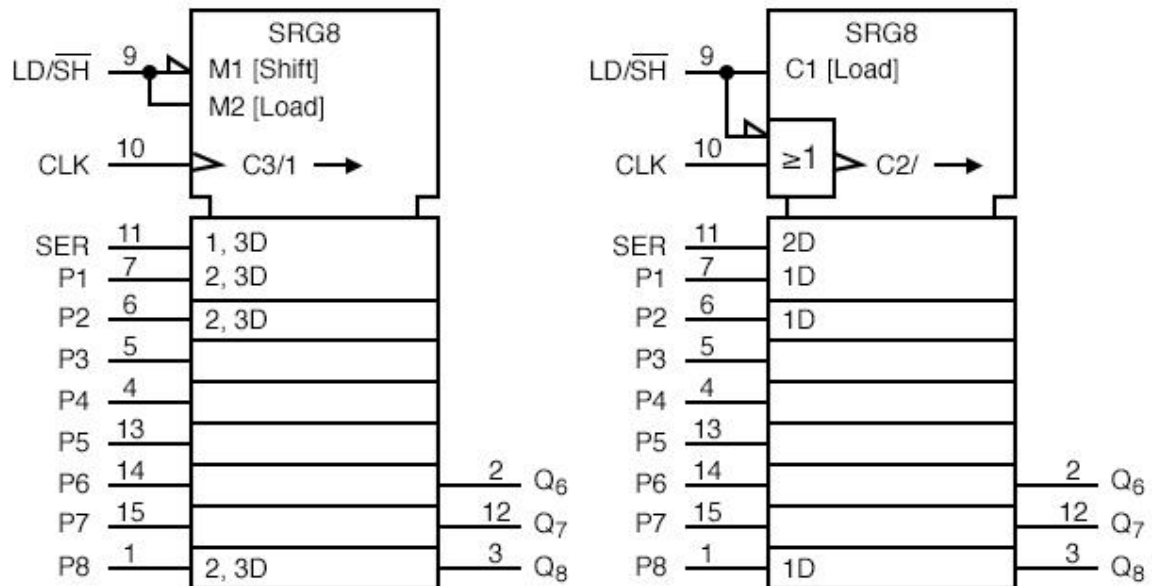 SRG8
LD/S̅H̅ 9 M1 [Shift]
M2 [Load]
CLK 10 C3/1
SER 11 1, 3D
P1 7 2, 3D
P2 6 2, 3D
P3 5
P4 4
P5 13
P6 14 2 Q6
P7 15 12 Q7
P8 1 2, 3D 3 Q8
SRG8
LD/S̅H̅ 9 C1 [Load]
CLK 10 ≥1 C2/
SER 11 2D
P1 7 1D
P2 6 1D
P3 5
P4 4
P5 13
P6 14 2 Q6
P7 15 12 Q7
P8 1 1D 3 Q8